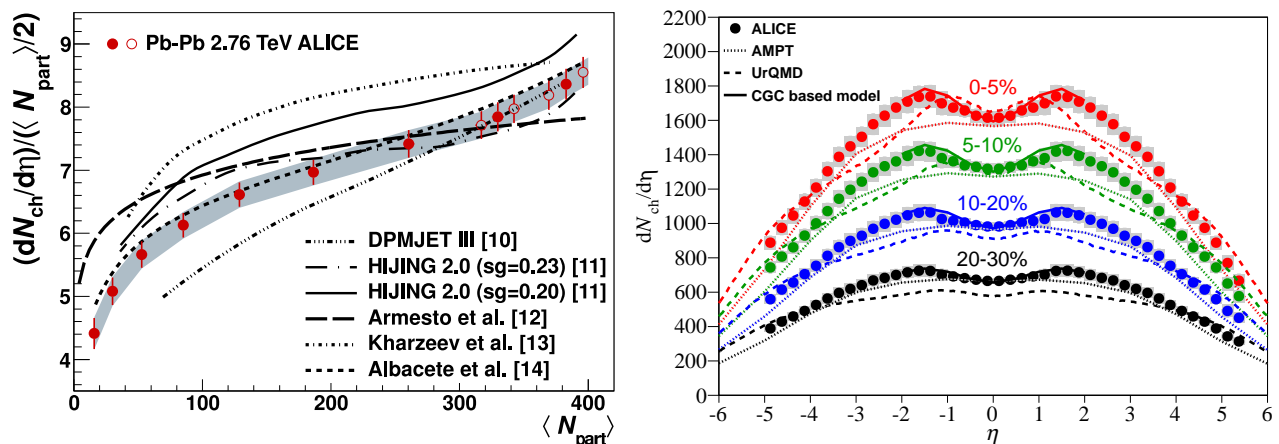 (dN_ch/dη)/(⟨ N_part ⟩/2)
9
8
7
6
5
4
Pb-Pb 2.76 TeV ALICE
DPMJET III [10]
HIJING 2.0 (sg=0.23) [11]
HIJING 2.0 (sg=0.20) [11]
Armesto et al. [12]
Kharzeev et al. [13]
Albacete et al. [14]
0 100 200 300 400
⟨ N_part ⟩
dN_ch/dη
2200
2000
1800
1600
1400
1200
1000
800
600
400
200
0
ALICE
AMPT
UrQMD
CGC based model
0-5%
5-10%
10-20%
20-30%
-6 -5 -4 -3 -2 -1 0 1 2 3 4 5 6
η